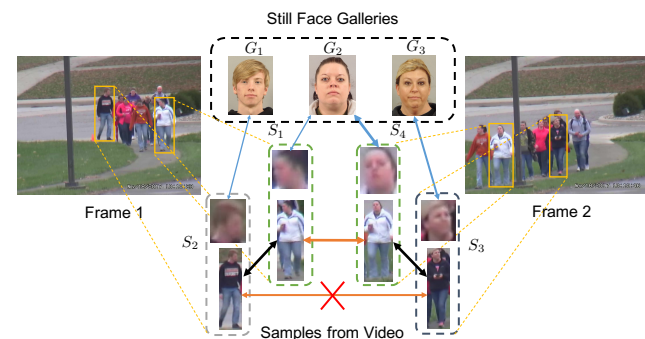 Still Face Galleries
G1 G2 G3
S1 S4
Frame 1
Frame 2
S2
S3
Samples from Video